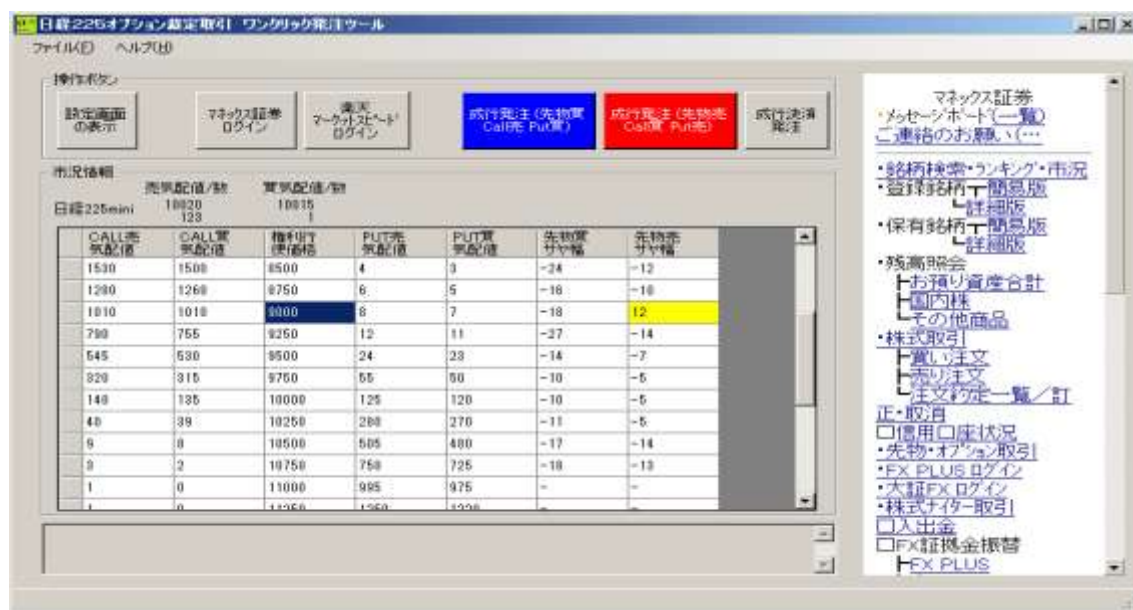 日経225オプション裁定取引 ワンクリック発注ツール
ファイル(F) ヘルプ(H)
操作ボタン
設定画面
の表示
マネックス証券
ログイン
楽天
マーケットスピード
ログイン
成行発注(先物買
Call売 Put買)
成行発注(先物売
Call買 Put売)
成行決済
発注
市況情報
売気配値/数 買気配値/数
日経225mini 10020 10015
123 1
CALL売
気配値 CALL買
気配値 権利行
使価格 PUT売
気配値 PUT買
気配値 先物買
サヤ幅 先物売
サヤ幅
1530 1500 8500 4 3 -24 -12
1280 1260 8750 6 5 -16 -10
1010 1010 9000 8 7 -18 12
790 755 9250 12 11 -27 -14
545 530 9500 24 23 -14 -7
320 315 9750 55 50 -10 -5
140 135 10000 125 120 -10 -5
40 39 10250 280 270 -11 -5
9 8 10500 505 480 -17 -14
3 2 10750 750 725 -18 -13
1 0 11000 995 975 - -
1 0 11250 1250 1220
マネックス証券
・メッセージボード(一覧)
ご連絡のお願い(…
・銘柄検索・ランキング・市況
・登録銘柄┬簡易版
┗詳細版
・保有銘柄┬簡易版
┗詳細版
・残高照会
┣お預り資産合計
┣国内株
┗その他商品
・株式取引
┣買い注文
┣売り注文
┗注文約定一覧/訂
正・取消
□信用口座状況
・先物・オプション取引
・FX PLUS ログイン
・大証FX ログイン
・株式ナイター取引
□入出金
□FX証拠金振替
┣FX PLUS